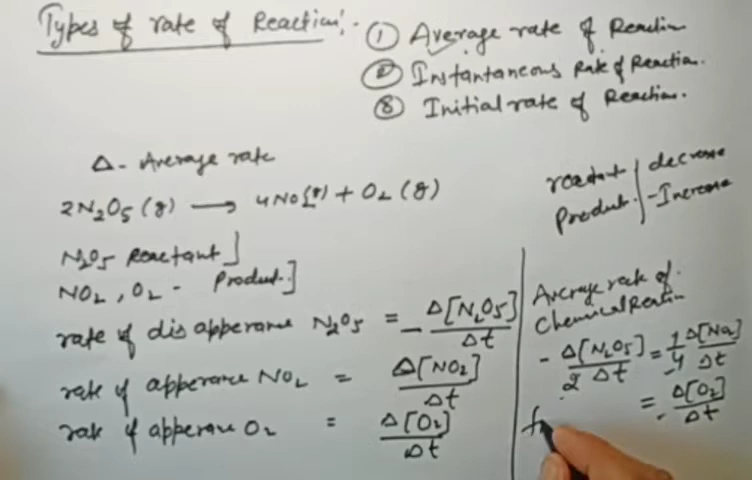 Types of rate of Reaction:-
① Average rate of Reaction
② Instantaneous Rate of Reaction.
③ Initial rate of Reaction.
Δ - Average rate
2N₂O₅ (g) → 4NO₂(g) + O₂ (g)
reactant / decrease
Product. / - Increase
N₂O5 Reactant ]
NO₂, O₂ - Product. ]
rate of disapperance N₂O5 = - Δ[N₂O5] / Δt
rate of apperance NO₂ = Δ[NO₂] / Δt
rate of apperance O₂ = Δ[O₂] / Δt
Average rate of
Chemical Reaction
- Δ[N₂O5] / 2 Δt = 1/4 Δ[NO₂] / Δt
= Δ[O₂] / Δt